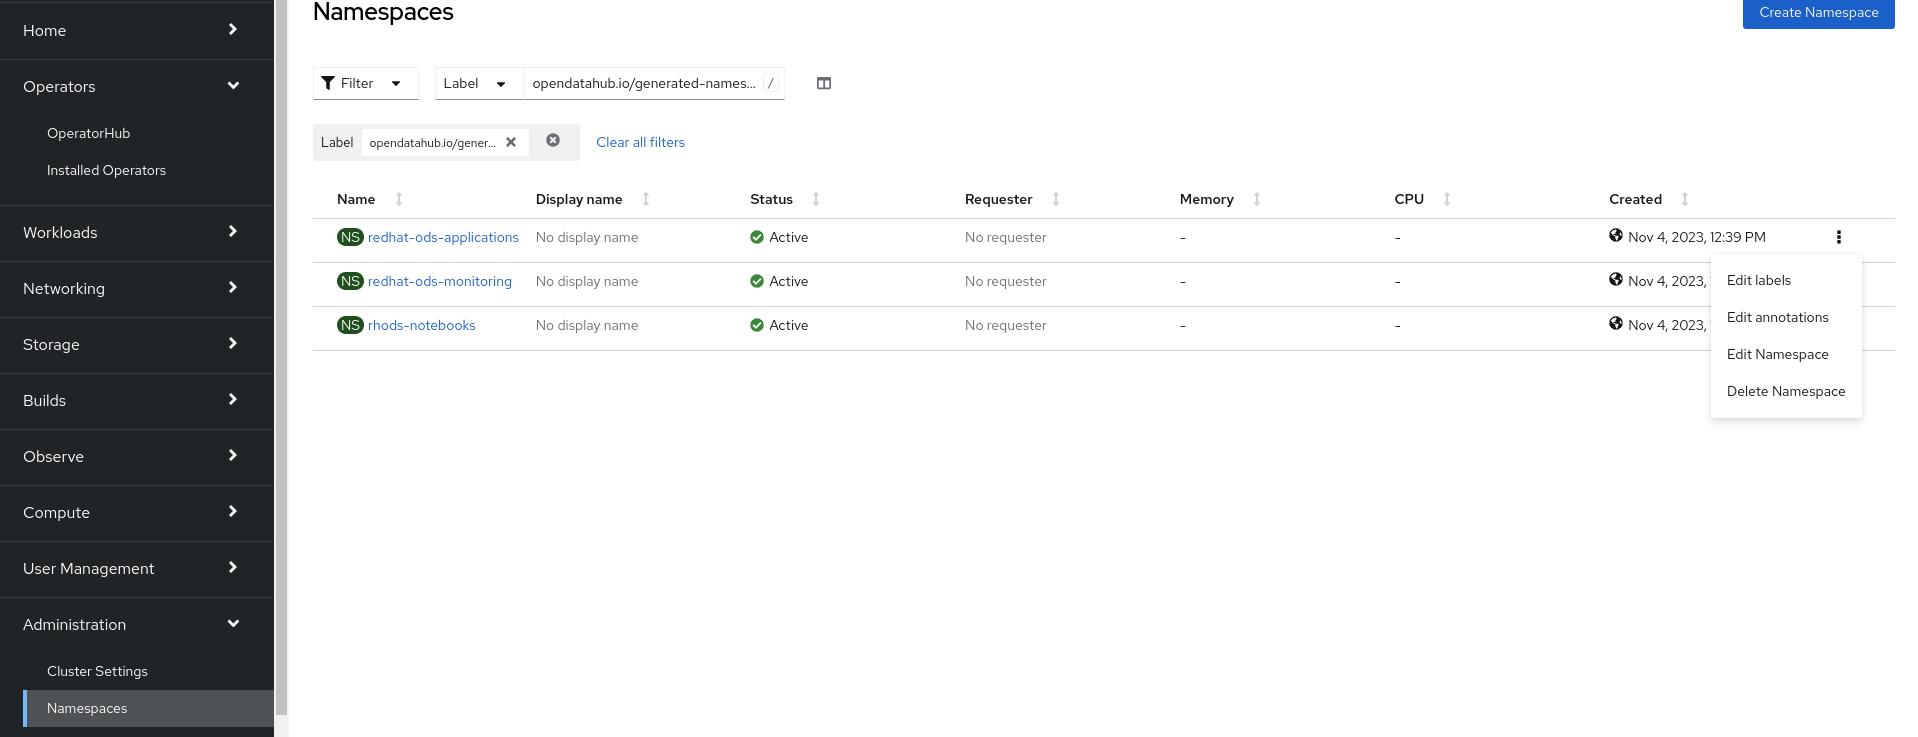 Home
Operators
OperatorHub
Installed Operators
Workloads
Networking
Storage
Builds
Observe
Compute
User Management
Administration
Cluster Settings
Namespaces
Namespaces
Create Namespace
Filter
Label
opendatahub.io/generated-names...
/
Label
opendatahub.io/gener...
Clear all filters
Name Display name Status Requester Memory CPU Created
NS redhat-ods-applications No display name Active No requester - - Nov 4, 2023, 12:39 PM
NS redhat-ods-monitoring No display name Active No requester - - Nov 4, 2023,
NS rhods-notebooks No display name Active No requester - - Nov 4, 2023,
Edit labels
Edit annotations
Edit Namespace
Delete Namespace